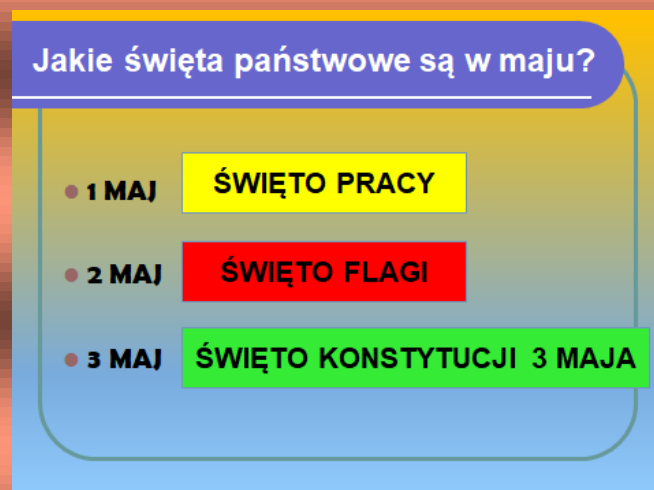 Jakie święta państwowe są w maju?
1 MAJ ŚWIĘTO PRACY
2 MAJ ŚWIĘTO FLAGI
3 MAJ ŚWIĘTO KONSTYTUCJI 3 MAJA